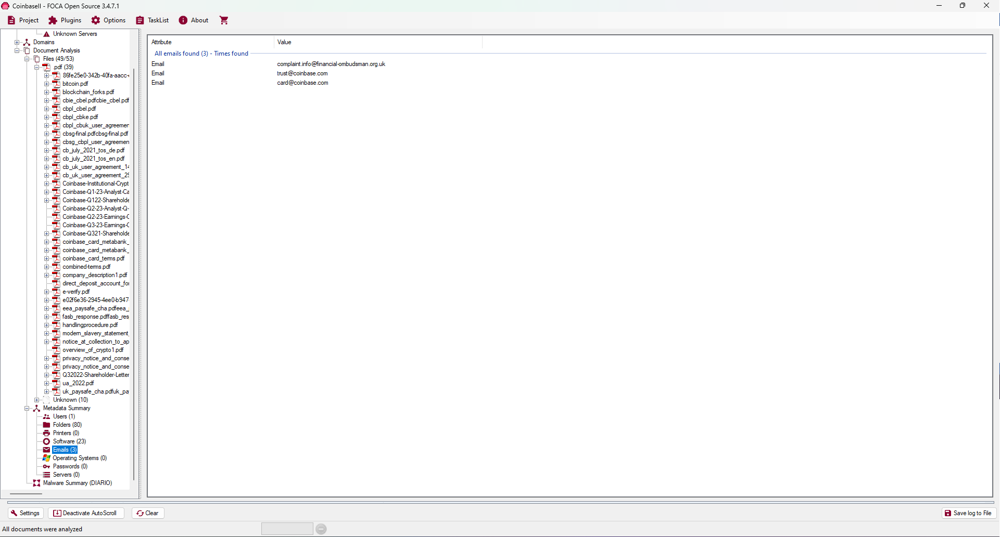 Coinbasell - FOCA Open Source 3.4.7.1
Project Plugins Options TaskList About
Unknown Servers
Domains
Document Analysis
Files (49/53)
.pdf (39)
86fe25e0-342b-40fa-aacc-
bitcoin.pdf
blockchain_forks.pdf
cbie_cbel.pdfcbie_cbel.pdf
cbpl_cbel.pdf
cbpl_cbke.pdf
cbpl_cbuk_user_agreemen
cbsg-final.pdfcbsg-final.pdf
cbsg_cbpl_user_agreemen
cb_july_2021_tos_de.pdf
cb_july_2021_tos_en.pdf
cb_uk_user_agreement_14
cb_uk_user_agreement_29
Coinbase-Institutional-Crypt
Coinbase-Q1-23-Analyst-Ca
Coinbase-Q122-Shareholde
Coinbase-Q2-23-Analyst-Q-
Coinbase-Q2-23-Earnings-C
Coinbase-Q3-23-Earnings-C
Coinbase-Q321-Shareholde
coinbase_card_metabank_
coinbase_card_metabank_
coinbase_card_terms.pdf
combined-terms.pdf
company_description1.pdf
direct_deposit_account_for
e-verify.pdf
e02f6e36-2945-4ee0-b947-
eea_paysafe_cha.pdfeea_
fasb_response.pdffasb_res
handlingprocedure.pdf
modern_slavery_statement_
notice_at_collection_to_ap
overview_of_crypto1.pdf
privacy_notice_and_conse
privacy_notice_and_conse
Q32022-Shareholder-Letter
ua_2022.pdf
uk_paysafe_cha.pdfuk_pa
Unknown (10)
Metadata Summary
Users (1)
Folders (80)
Printers (0)
Software (23)
Emails (3)
Operating Systems (0)
Passwords (0)
Servers (0)
Malware Summary (DIARIO)
Attribute Value
All emails found (3) - Times found
Email complaint.info@financial-ombudsman.org.uk
Email trust@coinbase.com
Email card@coinbase.com
Settings Deactivate AutoScroll Clear Save log to File
All documents were analyzed